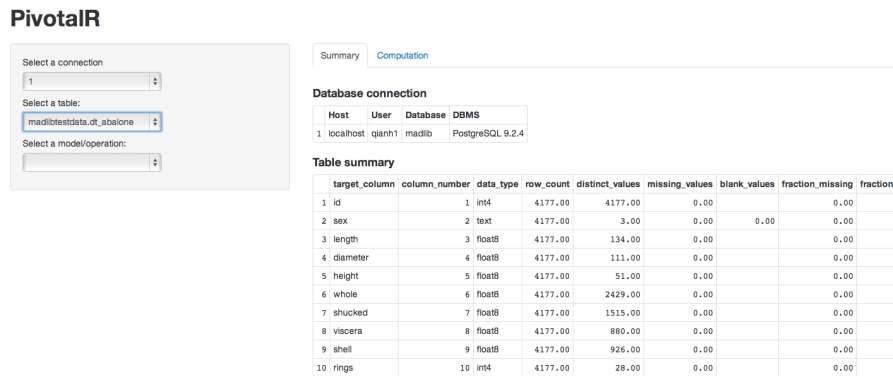 PivotalR
Select a connection
1
Select a table:
madlibtestdata.dt_abalone
Select a model/operation:
Summary Computation
Database connection
Host User Database DBMS
1 localhost qianh1 madlib PostgreSQL 9.2.4
Table summary
target_column column_number data_type row_count distinct_values missing_values blank_values fraction_missing fraction
1 id 1 int4 4177.00 4177.00 0.00 0.00
2 sex 2 text 4177.00 3.00 0.00 0.00 0.00
3 length 3 float8 4177.00 134.00 0.00 0.00
4 diameter 4 float8 4177.00 111.00 0.00 0.00
5 height 5 float8 4177.00 51.00 0.00 0.00
6 whole 6 float8 4177.00 2429.00 0.00 0.00
7 shucked 7 float8 4177.00 1515.00 0.00 0.00
8 viscera 8 float8 4177.00 880.00 0.00 0.00
9 shell 9 float8 4177.00 926.00 0.00 0.00
10 rings 10 int4 4177.00 28.00 0.00 0.00